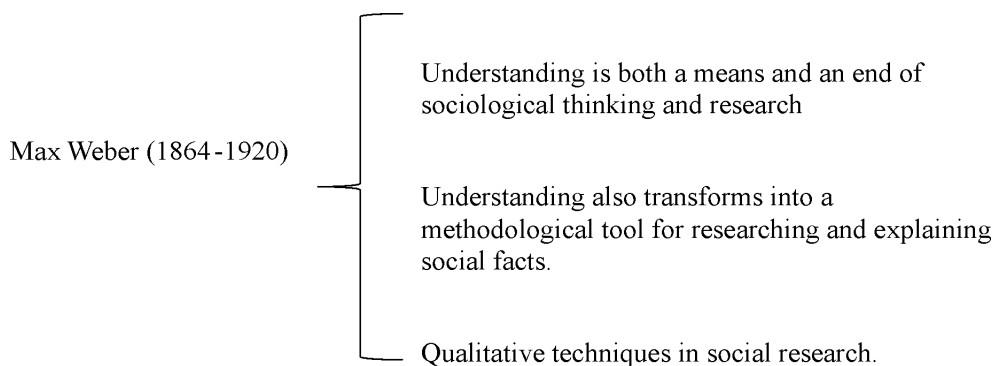 Understanding is both a means and an end of
sociological thinking and research
Max Weber (1864-1920)
Understanding also transforms into a
methodological tool for researching and explaining
social facts.
Qualitative techniques in social research.